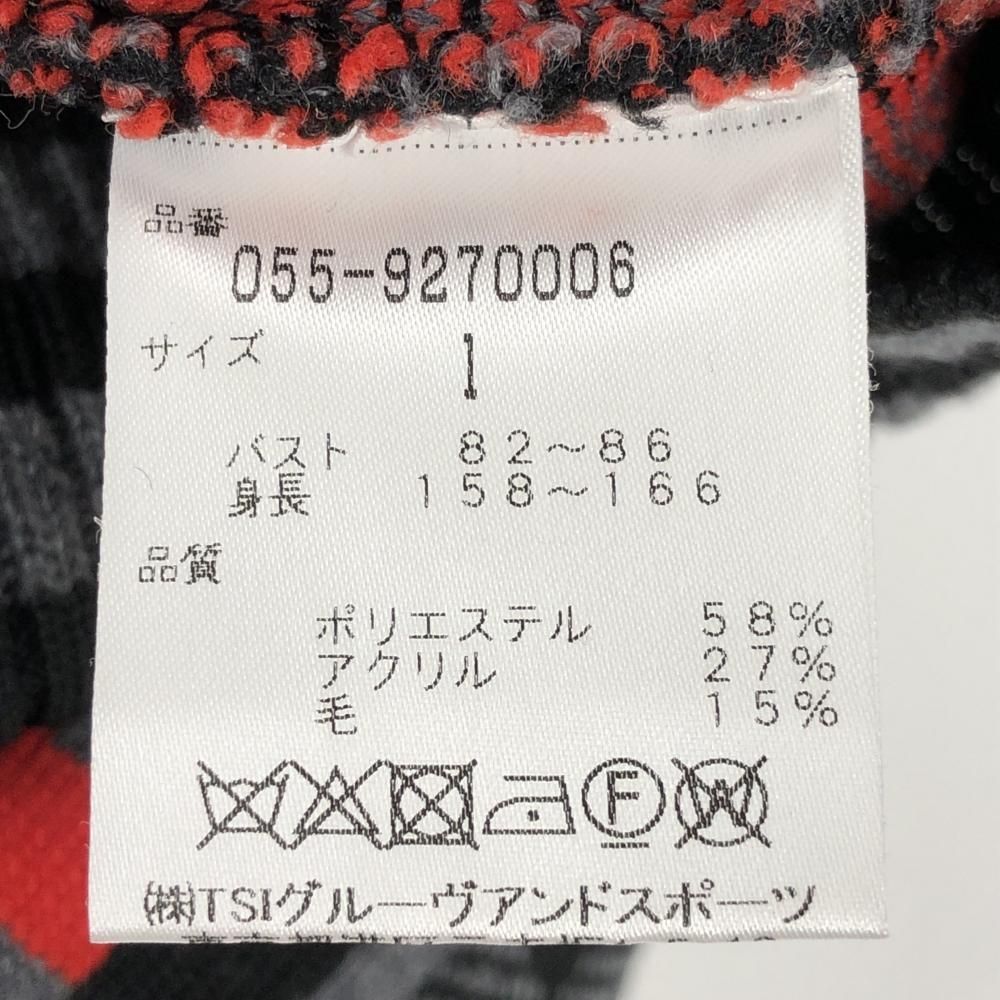 品番
055-9270006
サイズ 1
バスト 82～86
身長 158～166
品質
ポリエステル 58%
アクリル 27%
毛 15%
F W
㈱TSIグルーヴアンドスポーツ